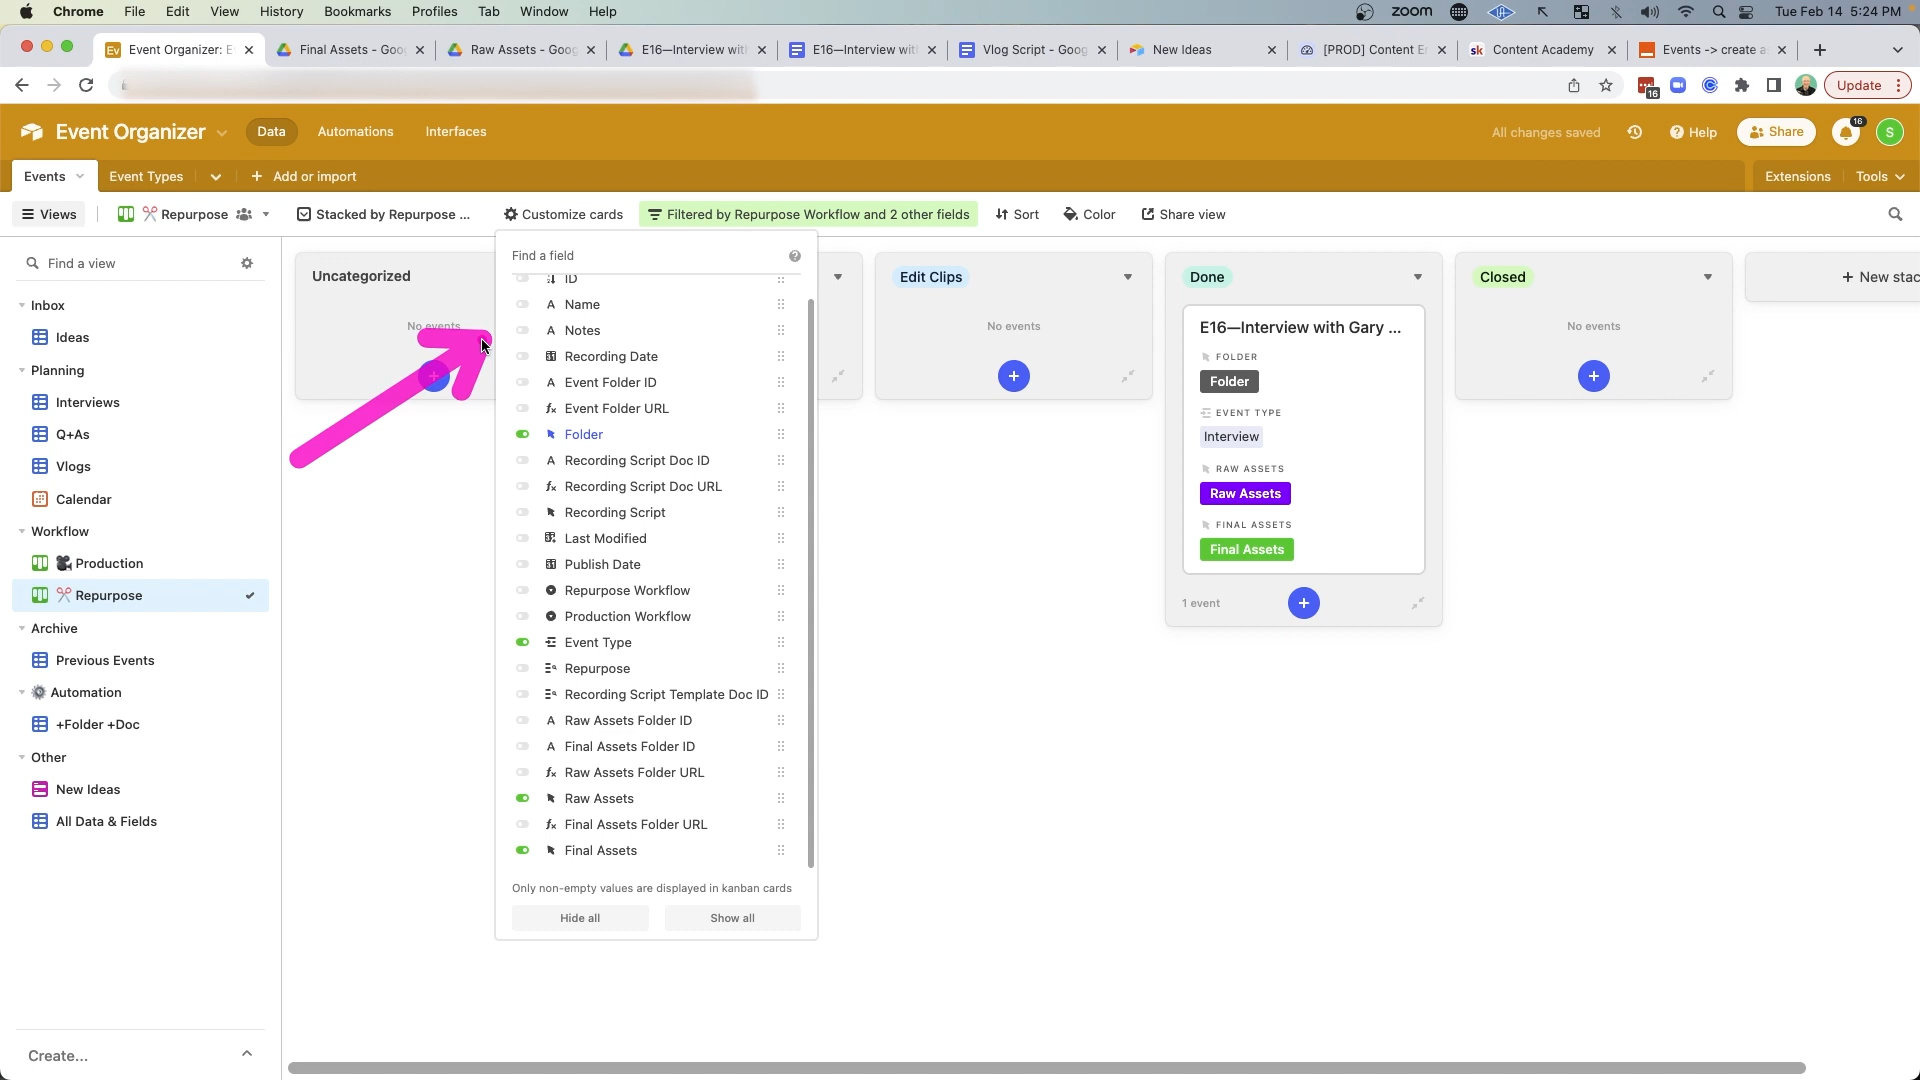 Chrome File Edit View History Bookmarks Profiles Tab Window Help
zoom Tue Feb 14 5:24 PM
Event Organizer: E
Final Assets - Goo
Raw Assets - Goog
E16—Interview wit
E16—Interview wit
Vlog Script - Goog
New Ideas
[PROD] Content E
sk Content Academy
Events -> create a
16
Update
Event Organizer
Data
Automations
Interfaces
All changes saved
Help
Share
16
S
Events
Event Types
Add or import
Extensions
Tools
Views
Repurpose
Stacked by Repurpose ...
Customize cards
Filtered by Repurpose Workflow and 2 other fields
Sort
Color
Share view
Find a view
Inbox
Ideas
Planning
Interviews
Q+As
Vlogs
Calendar
Workflow
Production
Repurpose
Archive
Previous Events
Automation
+Folder +Doc
Other
New Ideas
All Data & Fields
Create...
Uncategorized
No events
Find a field
ID
Name
Notes
Recording Date
Event Folder ID
Event Folder URL
Folder
Recording Script Doc ID
Recording Script Doc URL
Recording Script
Last Modified
Publish Date
Repurpose Workflow
Production Workflow
Event Type
Repurpose
Recording Script Template Doc ID
Raw Assets Folder ID
Final Assets Folder ID
Raw Assets Folder URL
Raw Assets
Final Assets Folder URL
Final Assets
Only non-empty values are displayed in kanban cards
Hide all
Show all
Edit Clips
No events
Done
E16—Interview with Gary ...
FOLDER
Folder
EVENT TYPE
Interview
RAW ASSETS
Raw Assets
FINAL ASSETS
Final Assets
1 event
Closed
No events
+ New stac